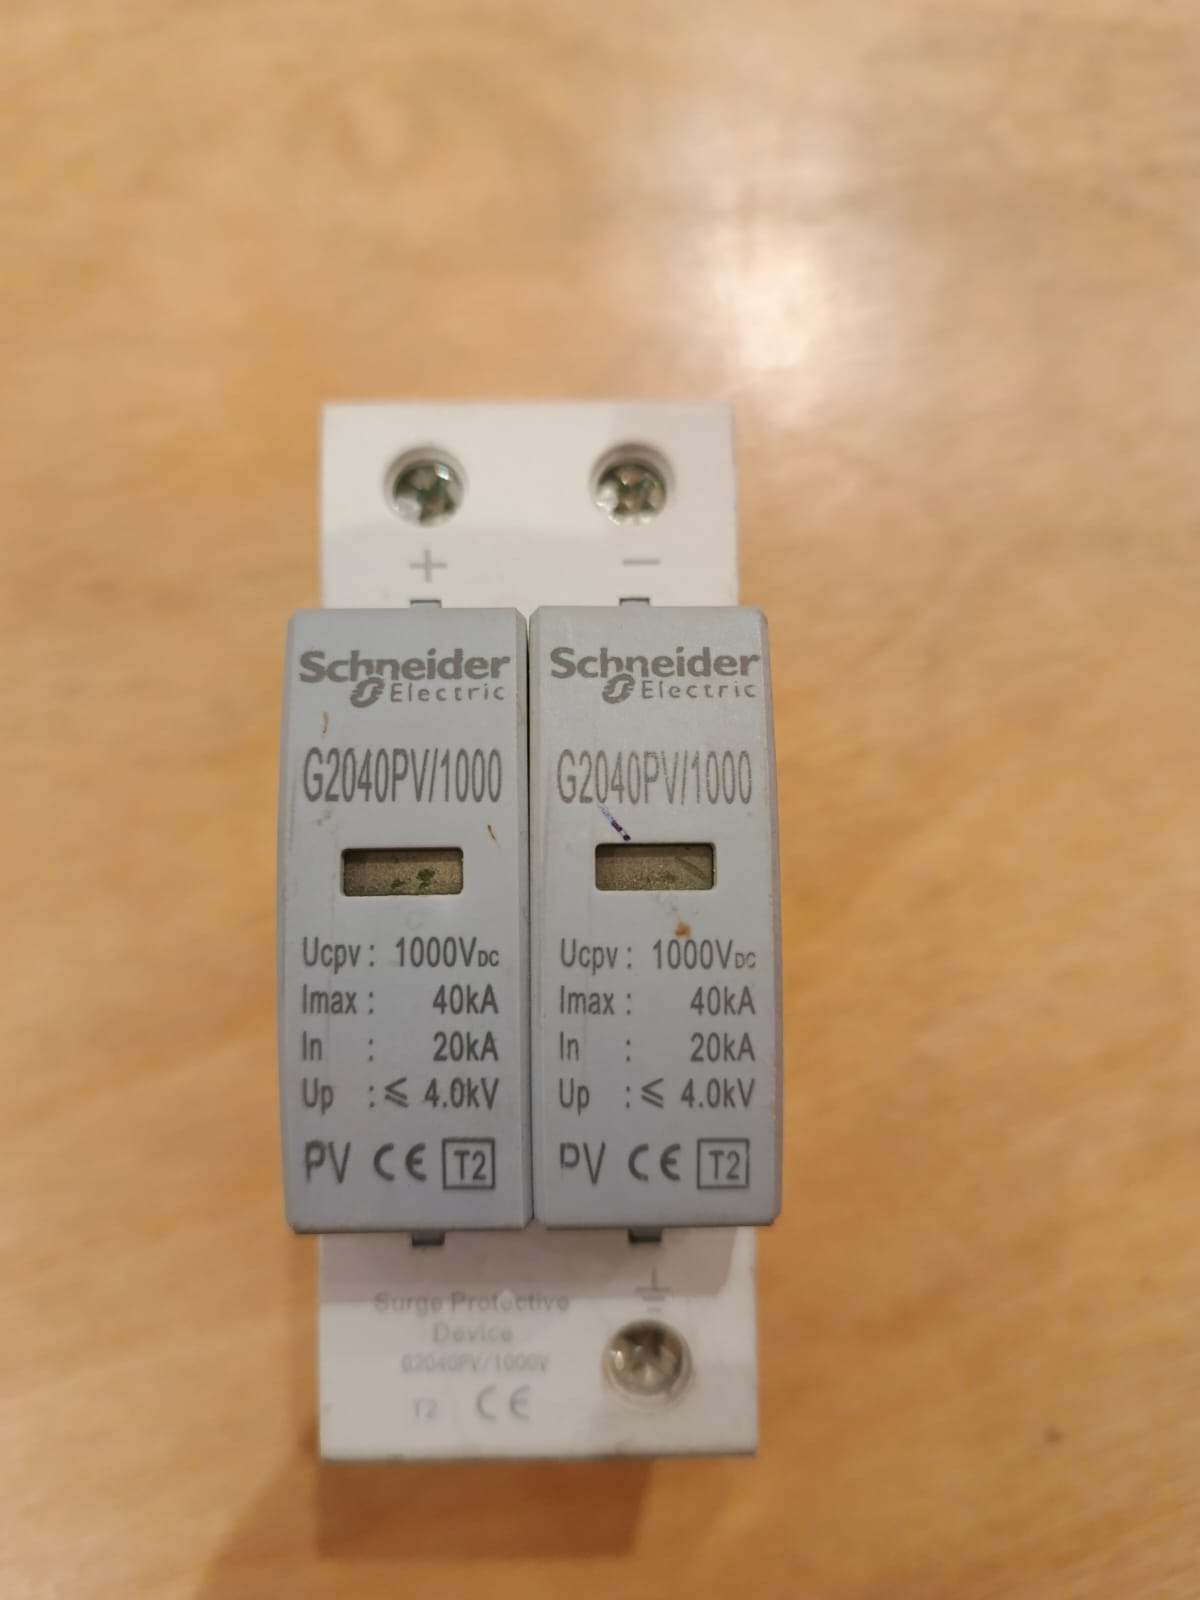 + −
Schneider
Electric
G2040PV/1000
Ucpv : 1000VDC
Imax : 40kA
In : 20kA
Up : ⩽ 4.0kV
PV CE T2
Schneider
Electric
G2040PV/1000
Ucpv : 1000VDC
Imax : 40kA
In : 20kA
Up : ⩽ 4.0kV
PV CE T2
Surge Protective
Device
G2040PV/1000V
T2 CE